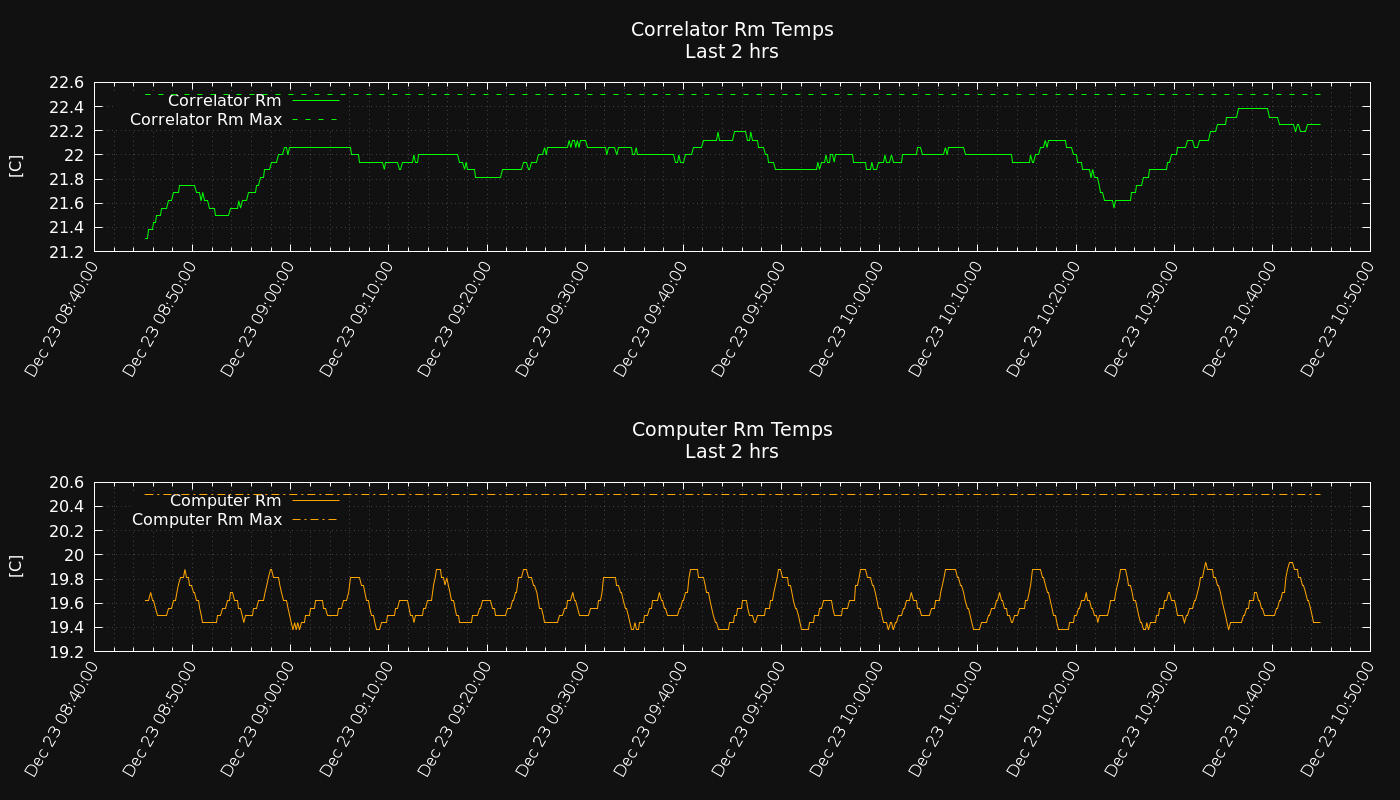 Correlator Rm Temps
Last 2 hrs
[C]
22.6
22.4
22.2
22
21.8
21.6
21.4
21.2
Correlator Rm
Correlator Rm Max
Dec 23 08:40:00
Dec 23 08:50:00
Dec 23 09:00:00
Dec 23 09:10:00
Dec 23 09:20:00
Dec 23 09:30:00
Dec 23 09:40:00
Dec 23 09:50:00
Dec 23 10:00:00
Dec 23 10:10:00
Dec 23 10:20:00
Dec 23 10:30:00
Dec 23 10:40:00
Dec 23 10:50:00
Computer Rm Temps
Last 2 hrs
[C]
20.6
20.4
20.2
20
19.8
19.6
19.4
19.2
Computer Rm
Computer Rm Max
Dec 23 08:40:00
Dec 23 08:50:00
Dec 23 09:00:00
Dec 23 09:10:00
Dec 23 09:20:00
Dec 23 09:30:00
Dec 23 09:40:00
Dec 23 09:50:00
Dec 23 10:00:00
Dec 23 10:10:00
Dec 23 10:20:00
Dec 23 10:30:00
Dec 23 10:40:00
Dec 23 10:50:00